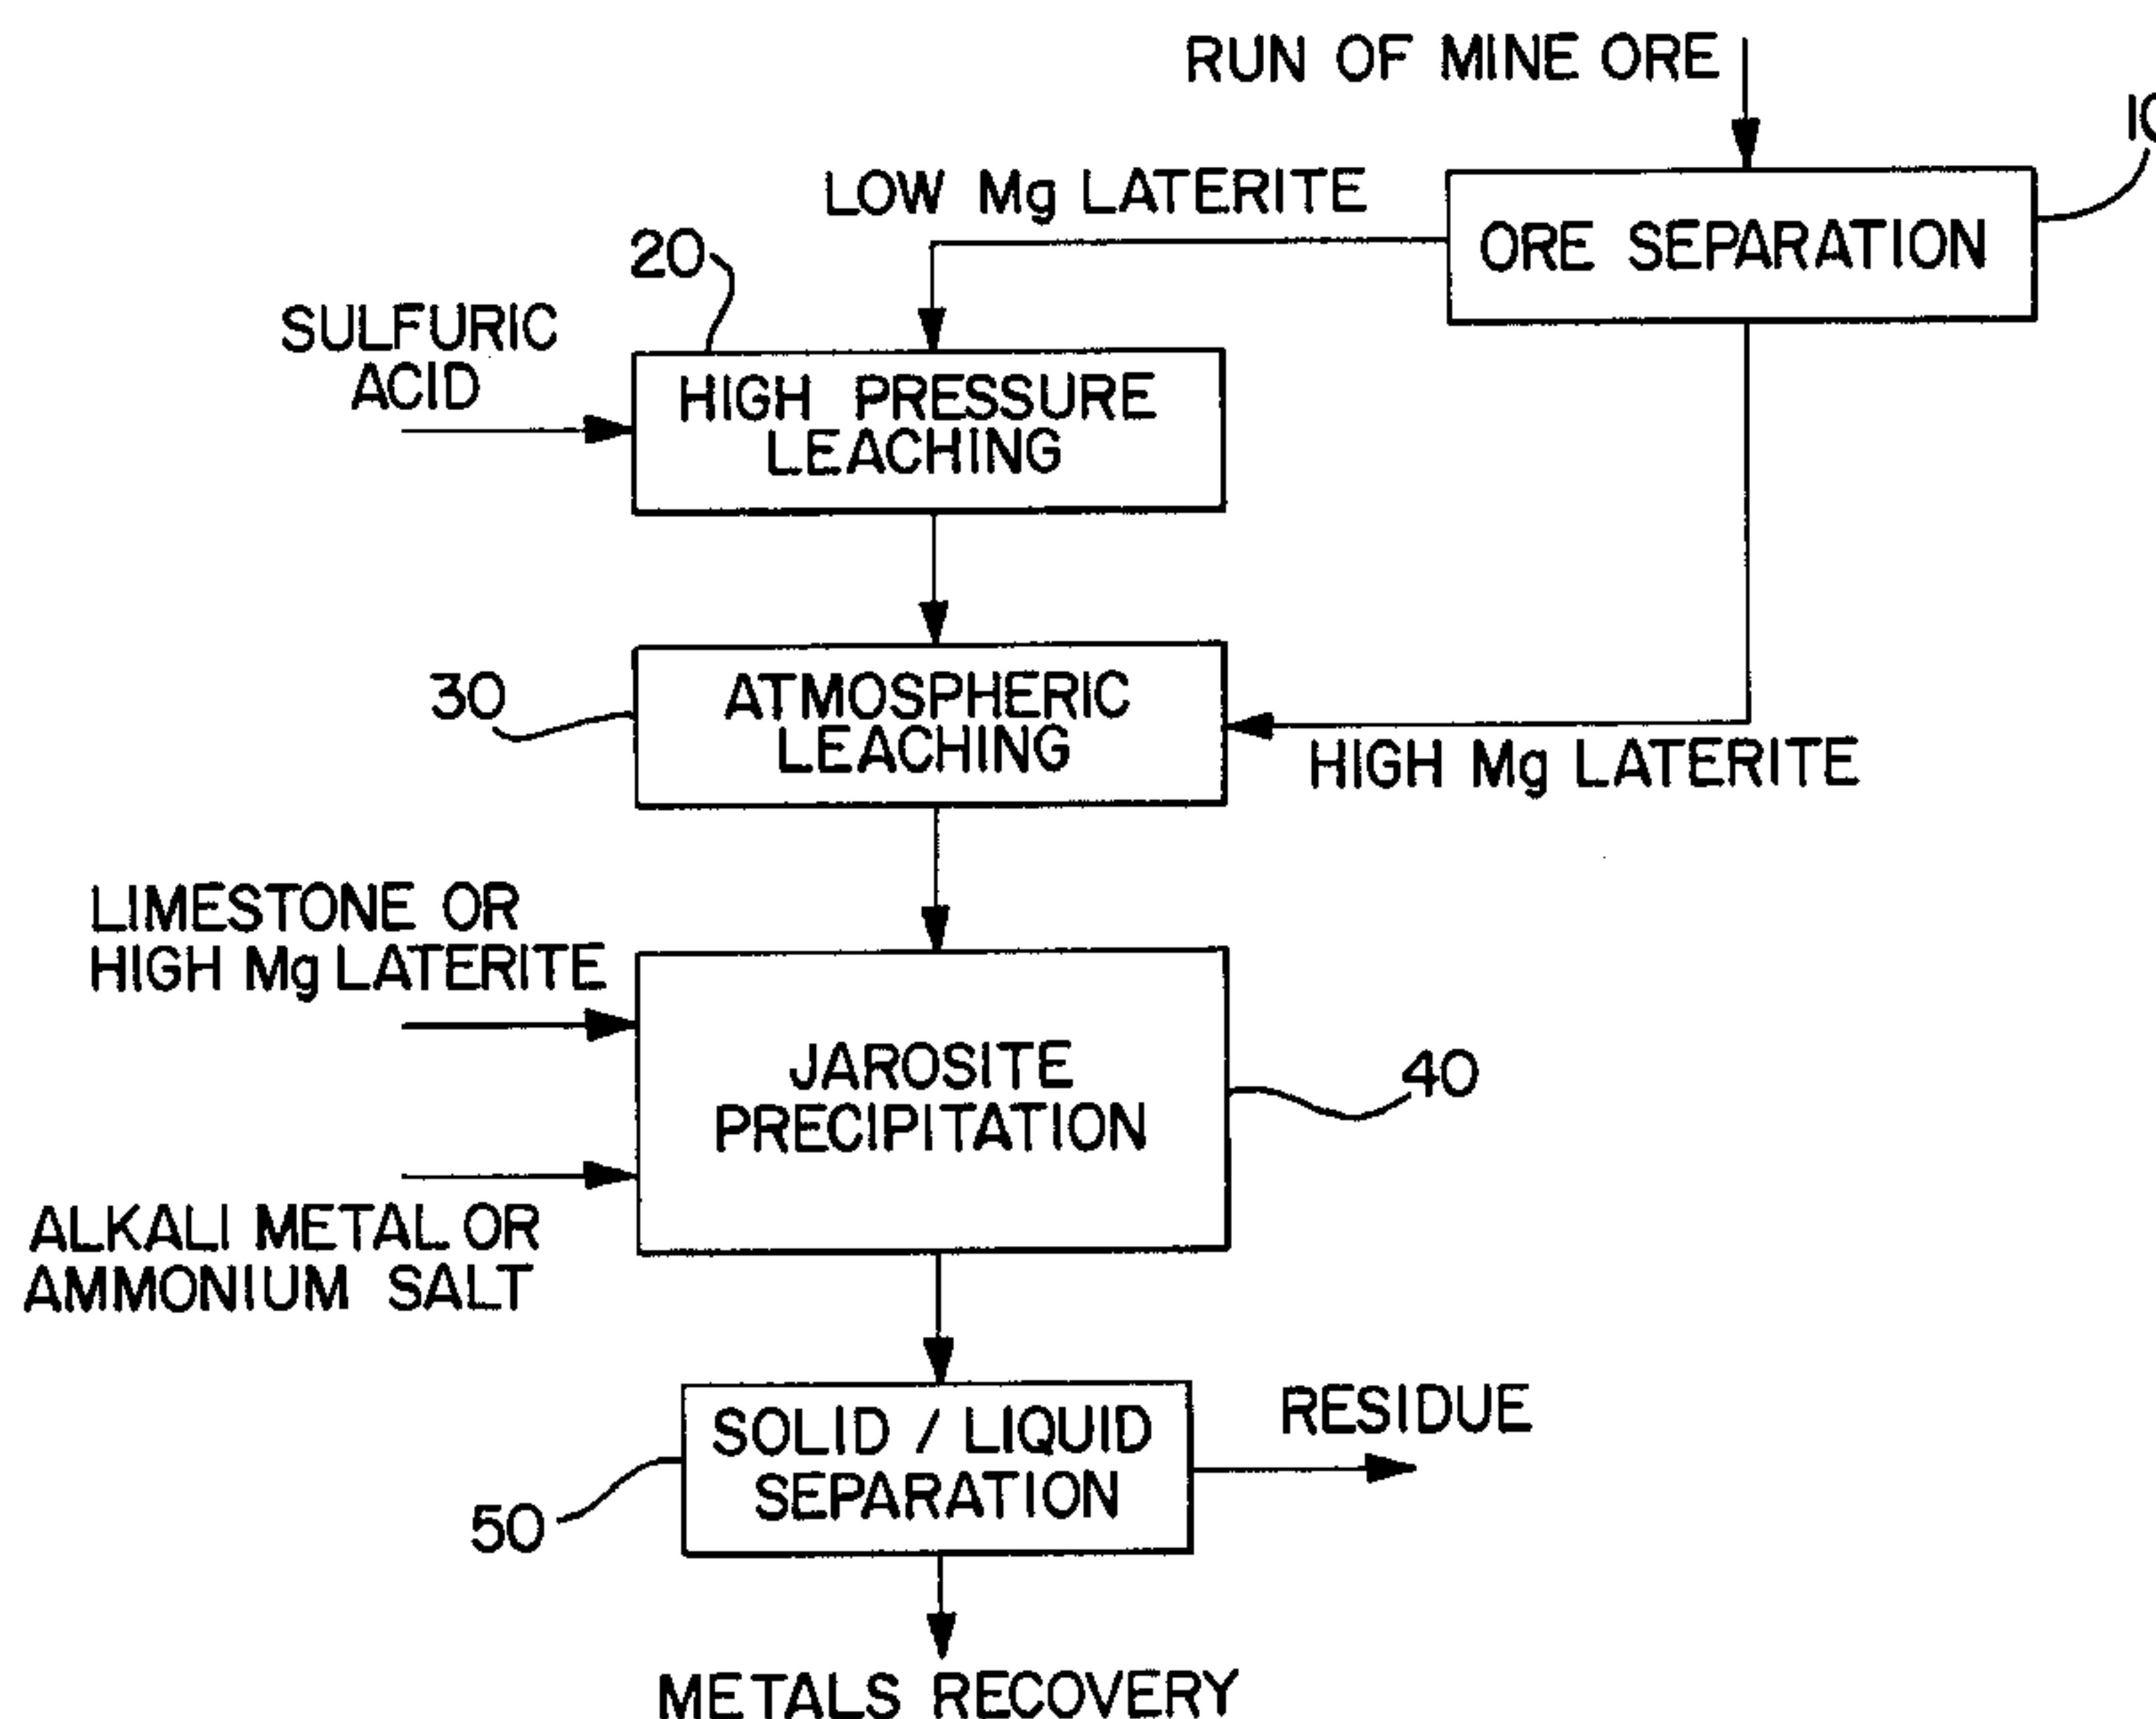 RUN OF MINE ORE
10
LOW Mg LATERITE
ORE SEPARATION
20
SULFURIC
ACID
HIGH PRESSURE
LEACHING
30
ATMOSPHERIC
LEACHING
HIGH Mg LATERITE
LIMESTONE OR
HIGH Mg LATERITE
JAROSITE
PRECIPITATION
40
ALKALI METAL OR
AMMONIUM SALT
SOLID / LIQUID
SEPARATION
RESIDUE
50
METALS RECOVERY